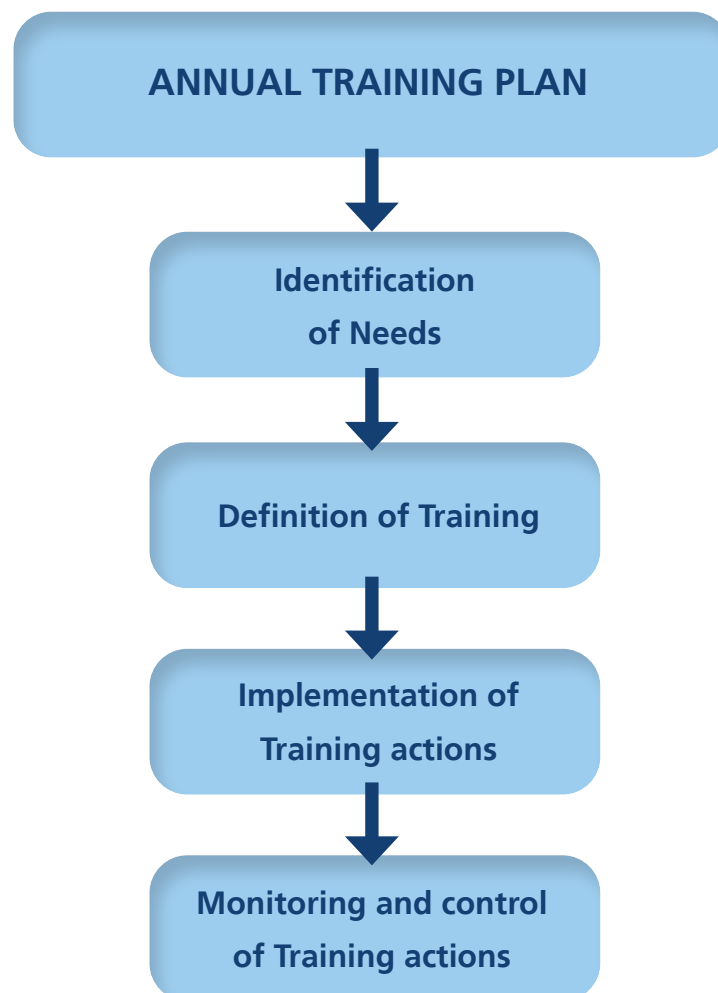 ANNUAL TRAINING PLAN
Identification
of Needs
Definition of Training
Implementation of
Training actions
Monitoring and control
of Training actions